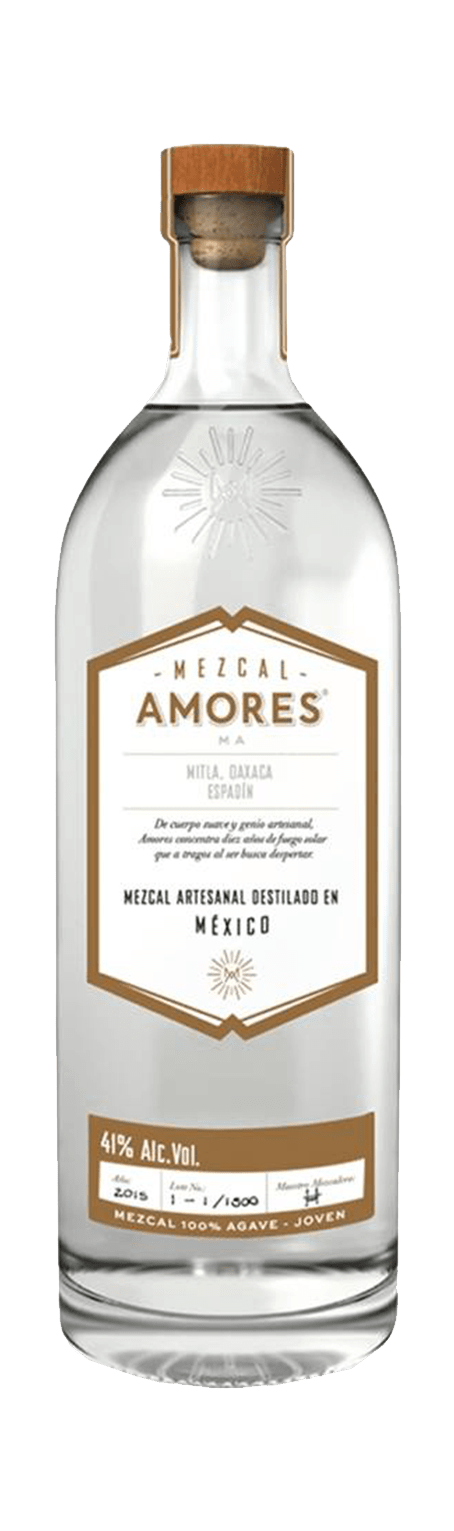 - MEZCAL -
AMORES®
MA
MITLA, OAXACA
ESPADÍN
De cuerpo suave y genio artesanal,
Amores concentra diez años de fuego solar
que a tragos al ser busca despertar.
MEZCAL ARTESANAL DESTILADO EN
MÉXICO
41% Alc.Vol.
Año: Lote No.: Maestro Mezcalero:
2015 1-1/1500
MEZCAL 100% AGAVE - JOVEN